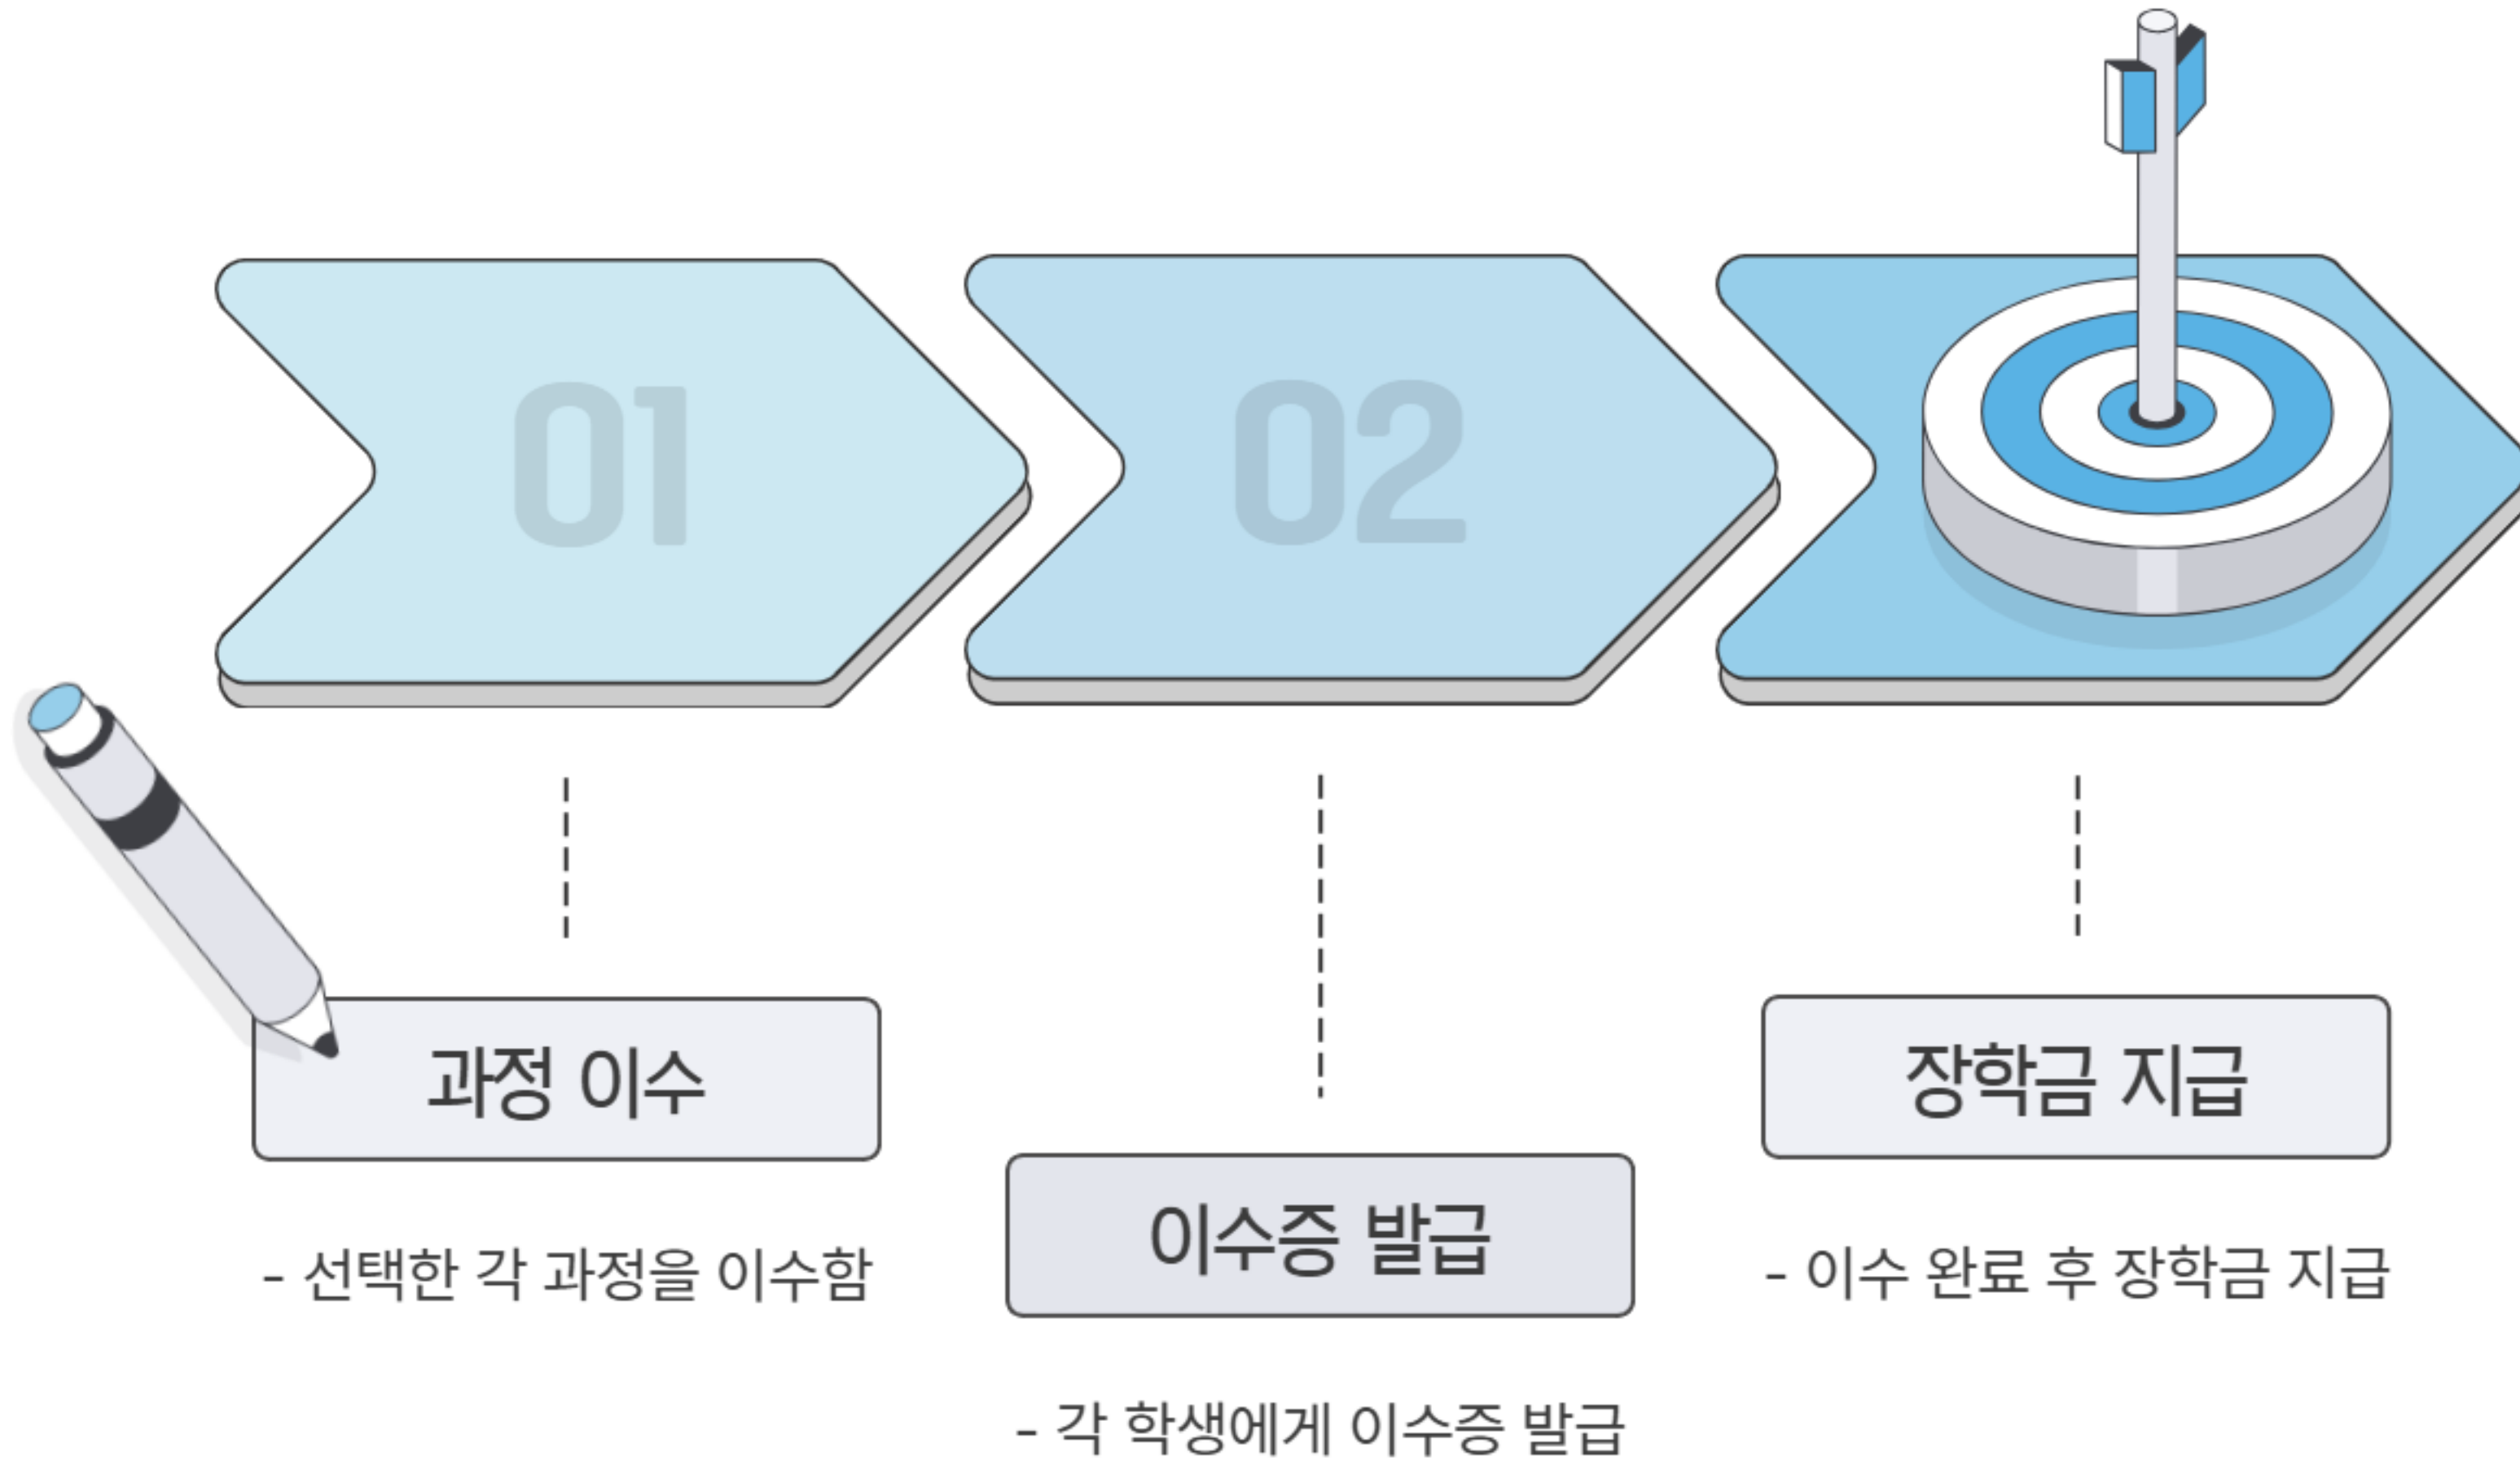 01
02
과정 이수
- 선택한 각 과정을 이수함
이수증 발급
- 각 학생에게 이수증 발급
장학금 지급
- 이수 완료 후 장학금 지급